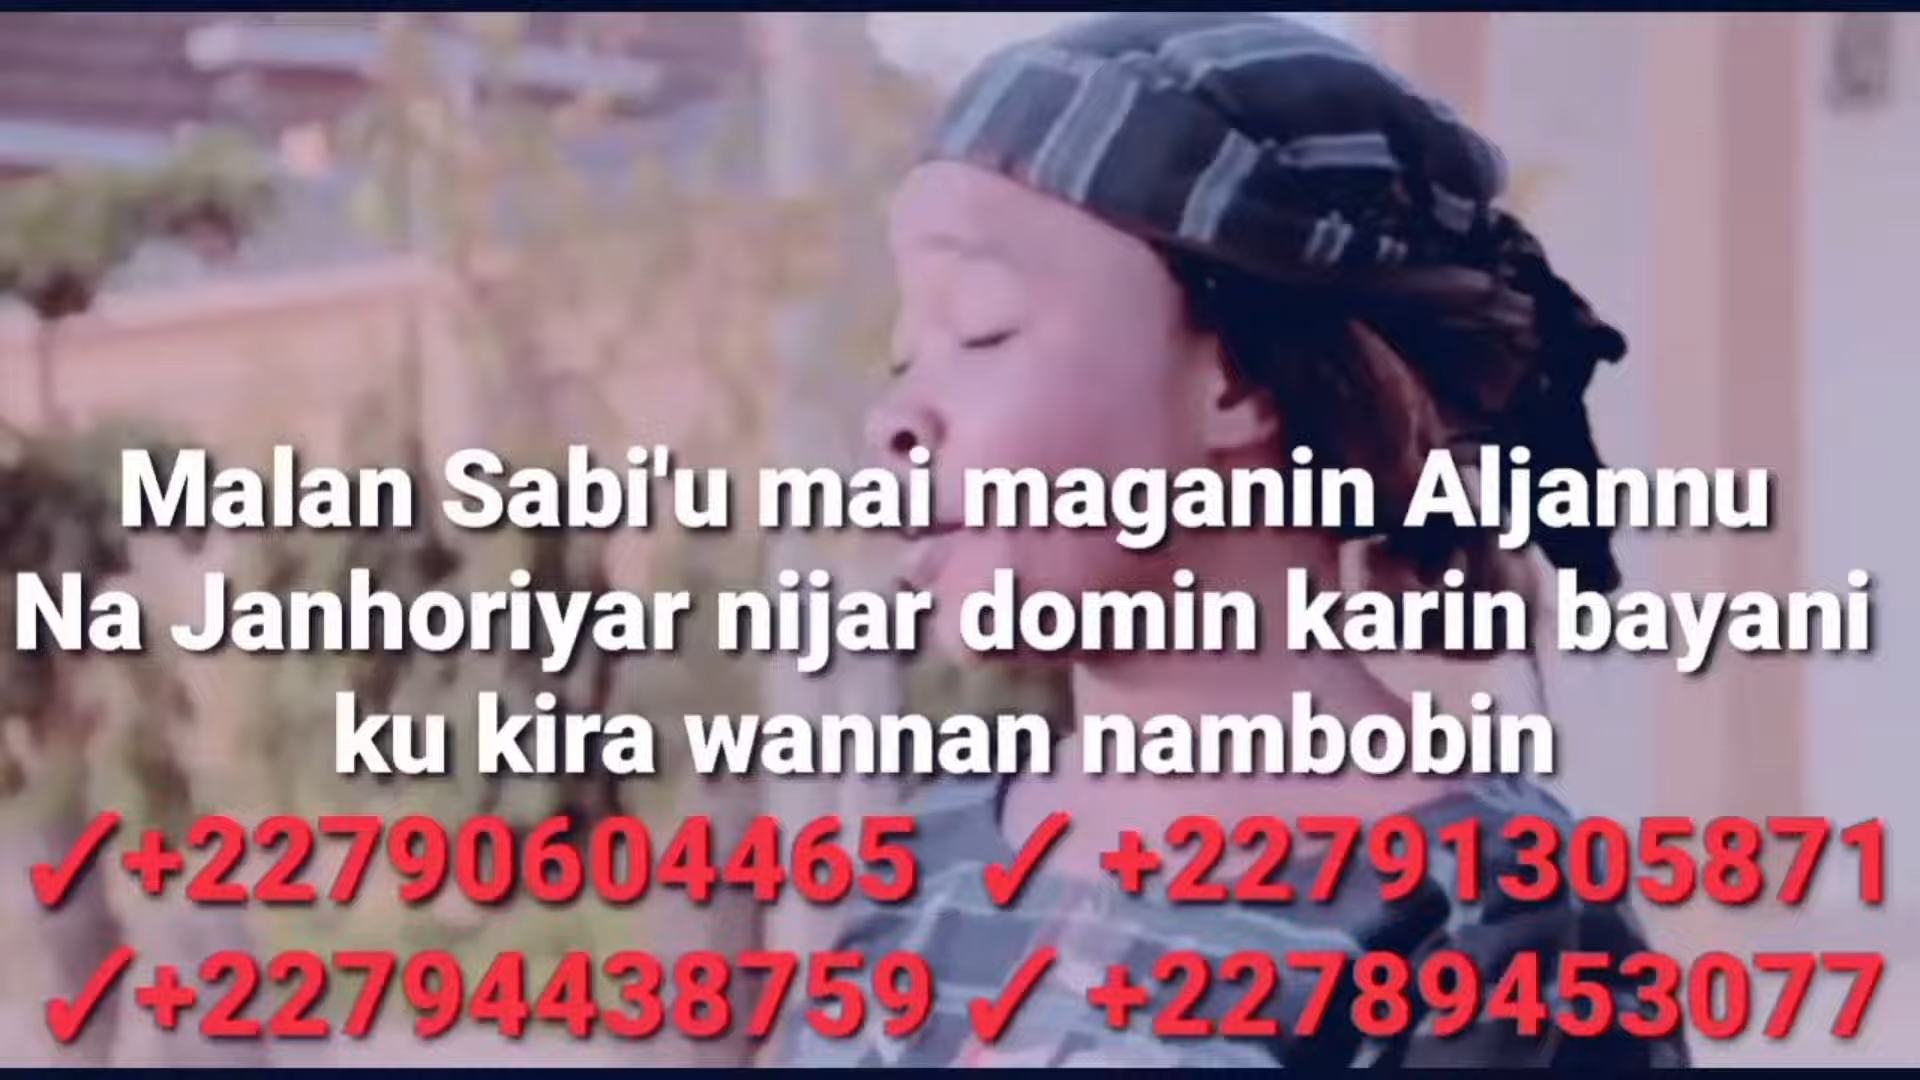 Malan Sabi'u mai maganin Aljannu
Na Janhoriyar nijar domin karin bayani
ku kira wannan nambobin
✓+22790604465 ✓ +22791305871
✓+22794438759 ✓ +22789453077